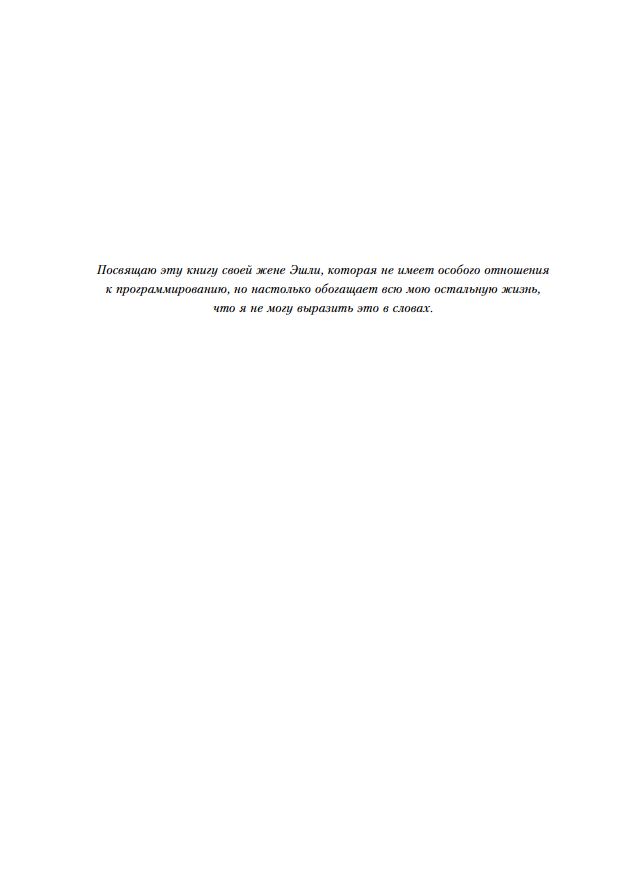 Посвящаю эту книгу своей жене Эшли, которая не имеет особого отношения
к программированию, но настолько обогащает всю мою остальную жизнь,
что я не могу выразить это в словах.